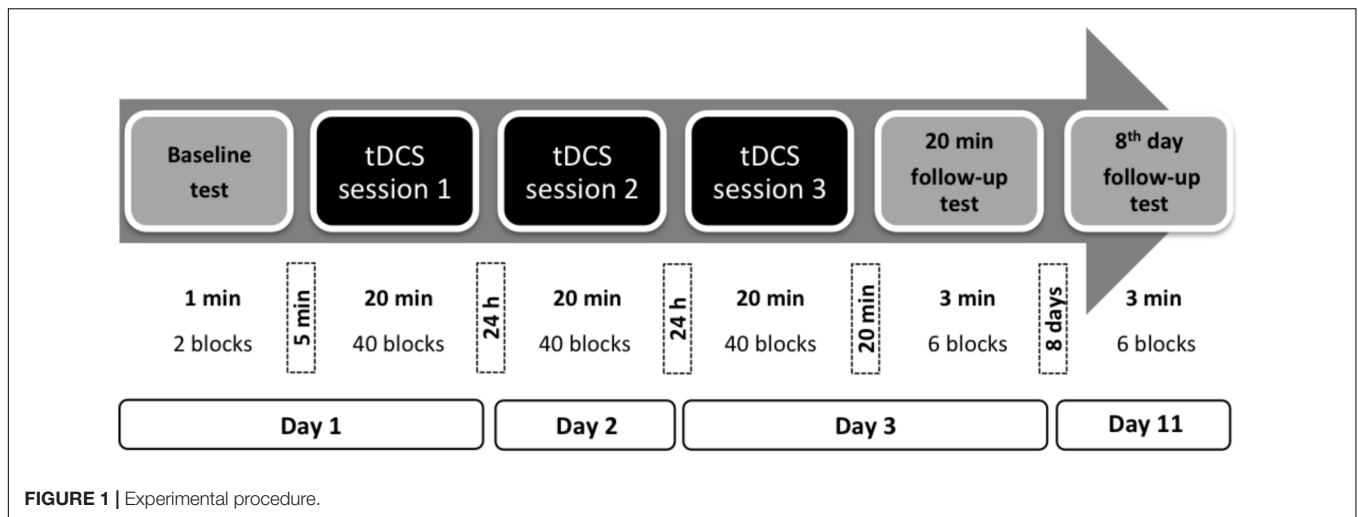 Baseline
test
tDCS
session 1
tDCS
session 2
tDCS
session 3
20 min
follow-up
test
8th day
follow-up
test
1 min
2 blocks
5 min
20 min
40 blocks
24 h
20 min
40 blocks
24 h
20 min
40 blocks
20 min
3 min
6 blocks
8 days
3 min
6 blocks
Day 1
Day 2
Day 3
Day 11
FIGURE 1 | Experimental procedure.